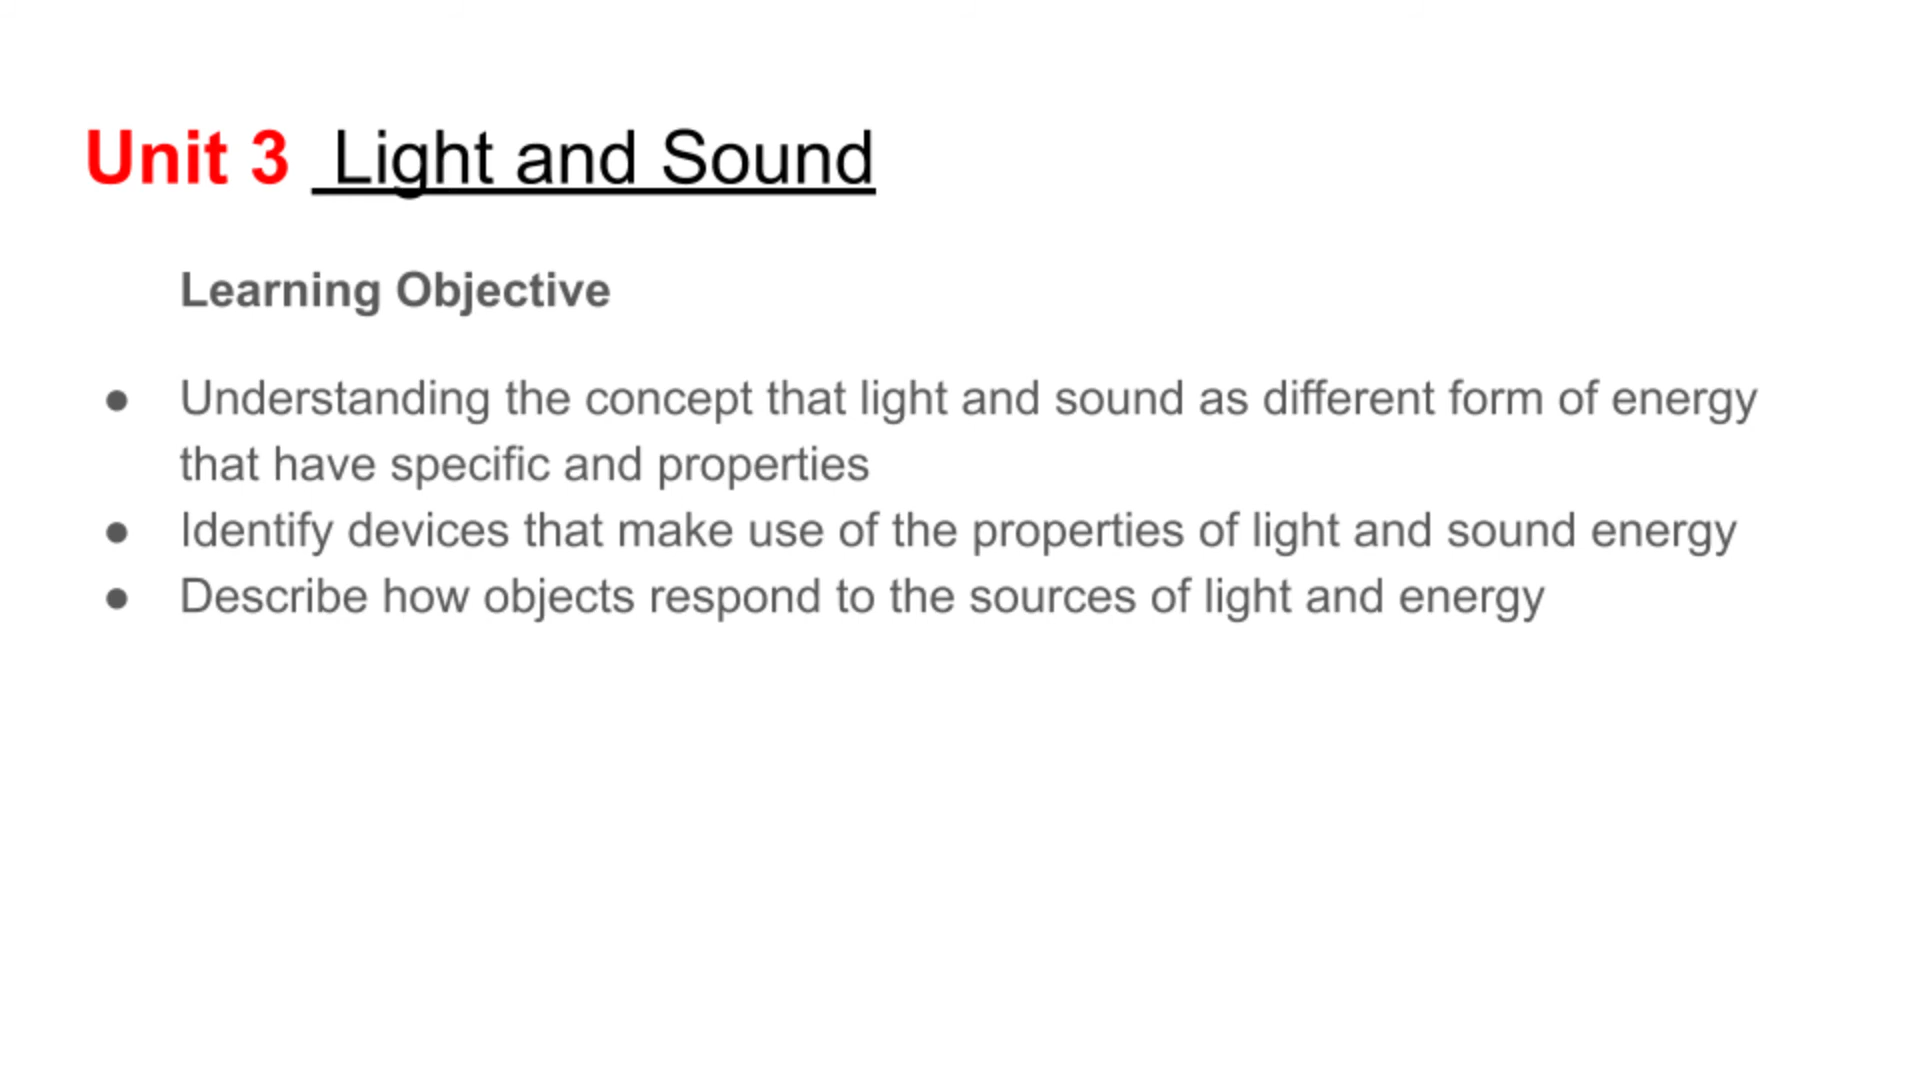 Unit 3 Light and Sound
Learning Objective
● Understanding the concept that light and sound as different form of energy
that have specific and properties
● Identify devices that make use of the properties of light and sound energy
● Describe how objects respond to the sources of light and energy